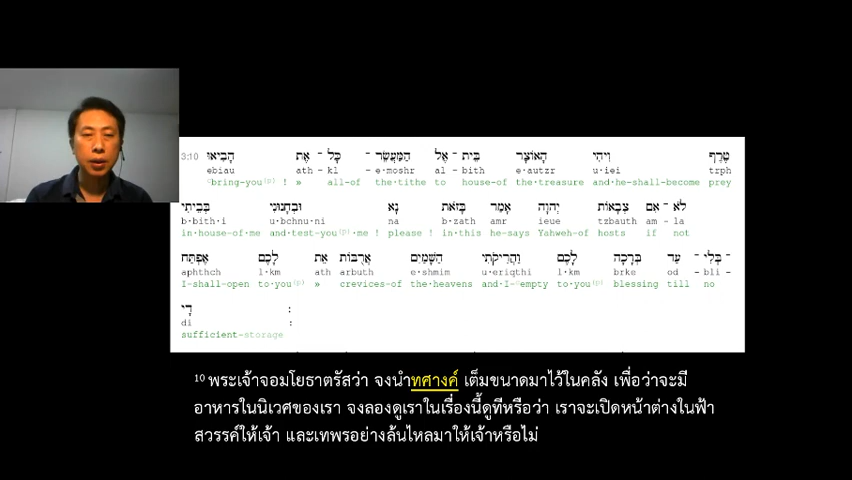 3:10 הָבִיאוּ אֶת ־ כָּל ־ הַמַּעֲשֵׂר אֶל ־ בֵּית הָאוֹצָר וִיהִי טֶרֶף
ebiau ath - kl - e·moshr al - bith e·autzr u·iei trph
cbring-you(p) ! » all-of the·tithe to house-of the·treasure and·he-shall-become prey
בְּבֵיתִי וּבְחָנוּנִי נָא בָּזֹאת אָמַר יְהוָה צְבָאוֹת אִם ־ לֹא
b·bith·i u·bchnu·ni na b·zath amr ieue tzbauth am - la
in·house-of·me and·test-you(p)·me ! please ! in·this he-says Yahweh-of hosts if not
אֶפְתַּח לָכֶם אֵת אֲרֻבּוֹת הַשָּׁמַיִם וַהֲרִיקֹתִי לָכֶם בְּרָכָה עַד ־ בְּלִי ־
aphthch l·km ath arbuth e·shmim u·eriqthi l·km brke od - bli -
I-shall-open to·you(p) » crevices-of the·heavens and·I-cempty to·you(p) blessing till no
דָי :
di :
sufficient-storage
10 พระเจ้าจอมโยธาตรัสว่า จงนำทศางค์ เต็มขนาดมาไว้ในคลัง เพื่อว่าจะมี
อาหารในนิเวศของเรา จงลองดูเราในเรื่องนี้ดูทีหรือว่า เราจะเปิดหน้าต่างในฟ้า
สวรรค์ให้เจ้า และเทพรอย่างล้นไหลมาให้เจ้าหรือไม่